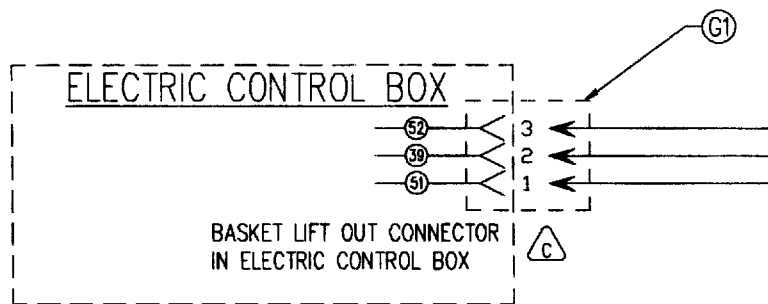 G1
ELECTRIC CONTROL BOX
52 3
39 2
51 1
BASKET LIFT OUT CONNECTOR
IN ELECTRIC CONTROL BOX
C